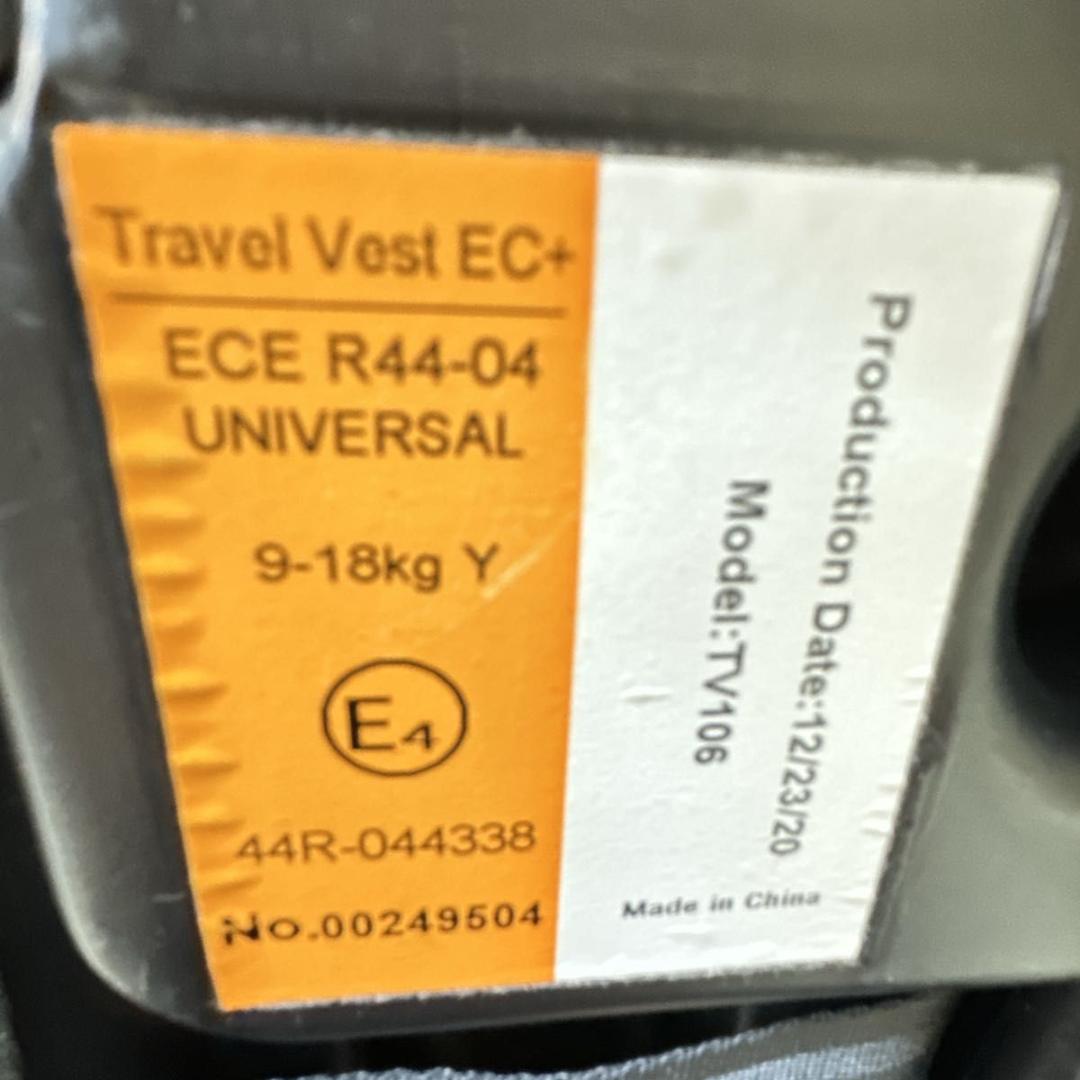 Travel Vest EC+
ECE R44-04
UNIVERSAL
9-18kg Y
E4
44R-044338
No.00249504
Production Date:12/23/20
Model:TV106
Made in China